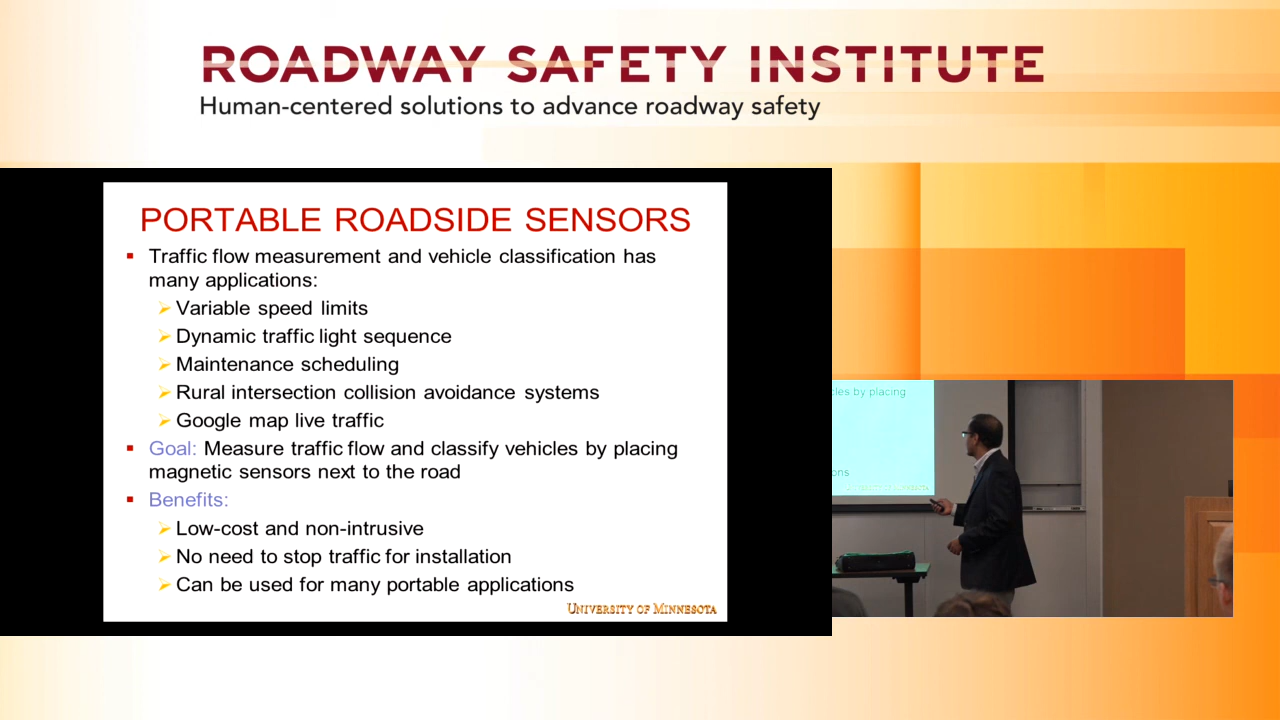 ROADWAY SAFETY INSTITUTE
Human-centered solutions to advance roadway safety
PORTABLE ROADSIDE SENSORS
Traffic flow measurement and vehicle classification has
many applications:
Variable speed limits
Dynamic traffic light sequence
Maintenance scheduling
Rural intersection collision avoidance systems
Google map live traffic
Goal: Measure traffic flow and classify vehicles by placing
magnetic sensors next to the road
Benefits:
Low-cost and non-intrusive
No need to stop traffic for installation
Can be used for many portable applications
UNIVERSITY OF MINNESOTA
cles by placing
ons
UNIVERSITY OF MINNESOTA